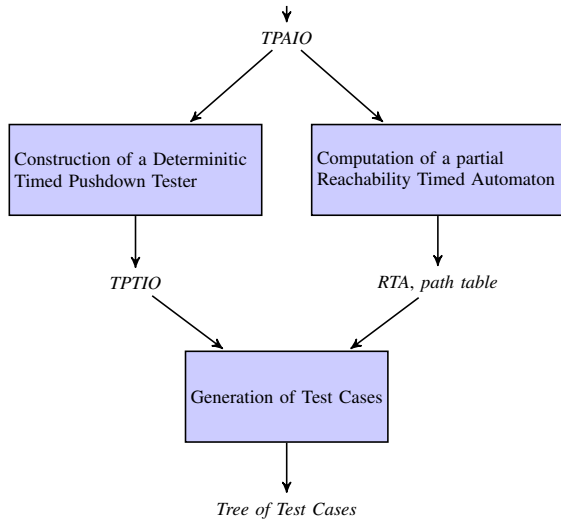 TPAIO
Construction of a Determinitic
Timed Pushdown Tester
Computation of a partial
Reachability Timed Automaton
TPTIO
RTA, path table
Generation of Test Cases
Tree of Test Cases